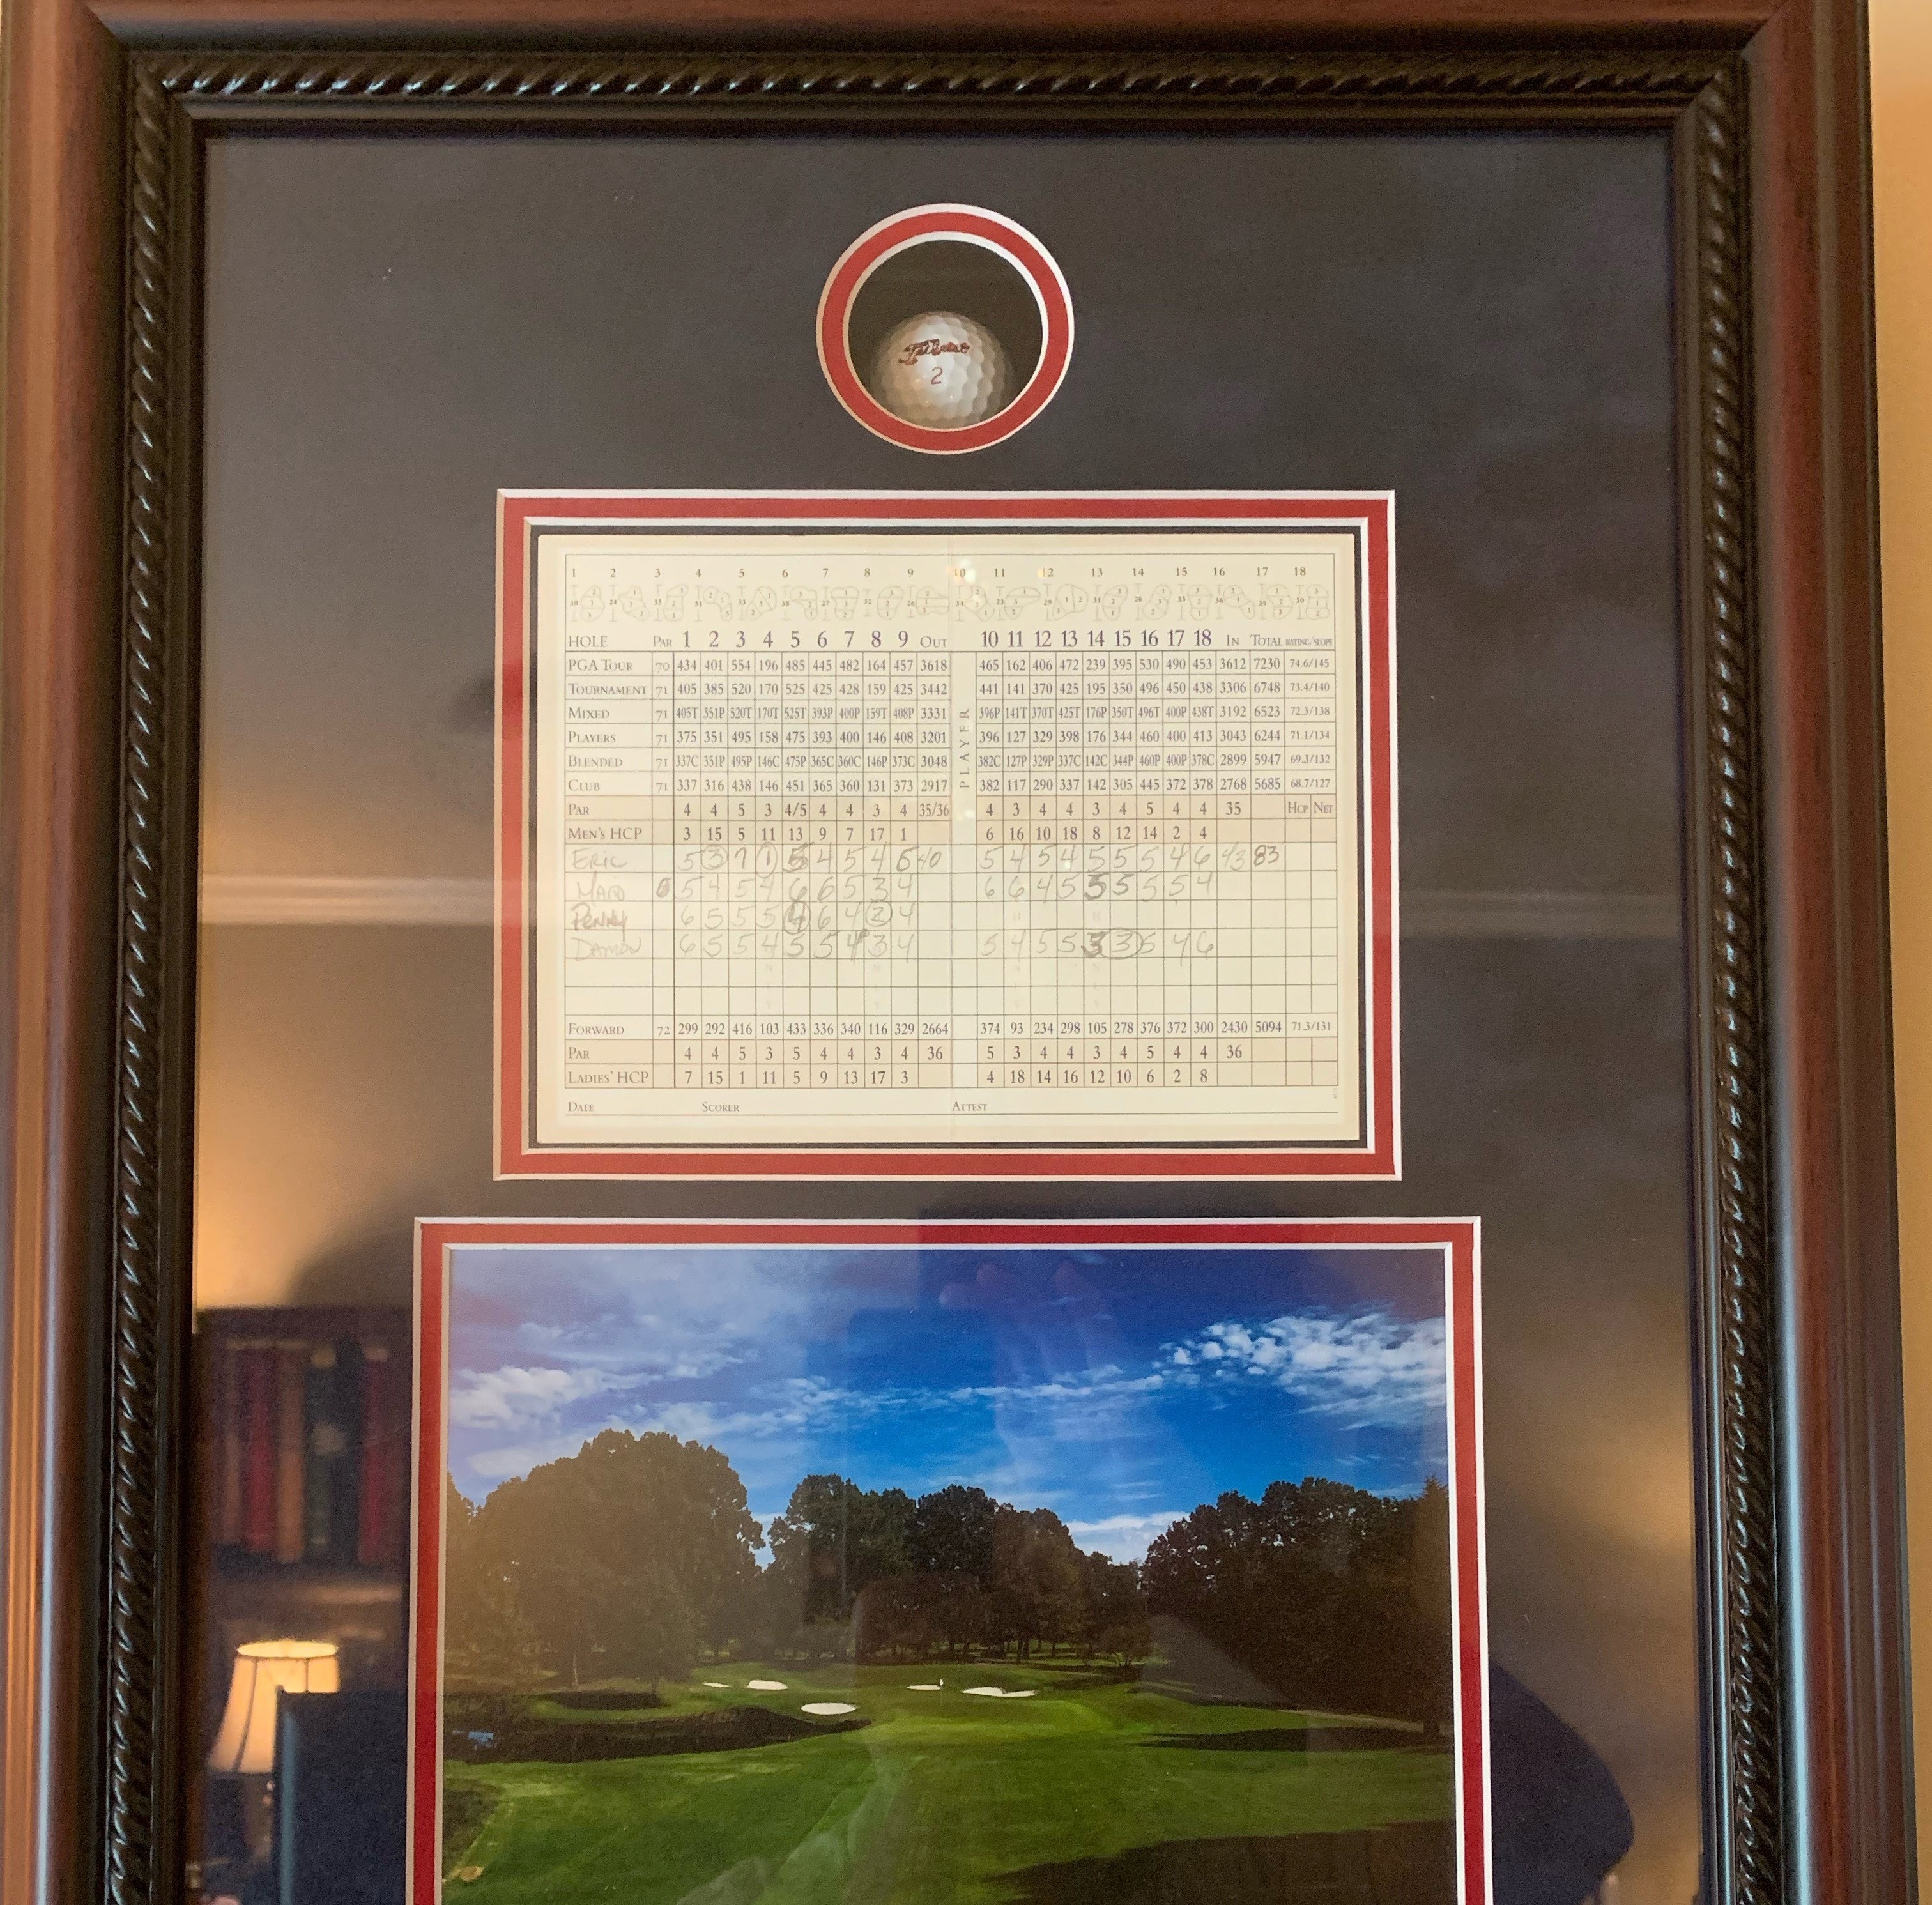 Titleist
2
1 2 3 4 5 6 7 8 9 10 11 12 13 14 15 16 17 18
HOLE PAR 1 2 3 4 5 6 7 8 9 OUT 10 11 12 13 14 15 16 17 18 IN TOTAL RATING/SLOPE
PGA TOUR 70 434 401 554 196 485 445 482 164 457 3618 465 162 406 472 239 395 530 490 453 3612 7230 74.6/145
TOURNAMENT 71 405 385 520 170 525 425 428 159 425 3442 441 141 370 425 195 350 496 450 438 3306 6748 73.4/140
MIXED 71 405T 351P 520T 170T 525T 393P 400P 159T 408P 3331 396P 141T 370T 425T 176P 350T 496T 400P 438T 3192 6523 72.3/138
PLAYERS 71 375 351 495 158 475 393 400 146 408 3201 396 127 329 398 176 344 460 400 413 3043 6244 71.1/134
BLENDED 71 337C 351P 495P 146C 475P 365C 360C 146P 373C 3048 382C 127P 329P 337C 142C 344P 460P 400P 378C 2899 5947 69.3/132
CLUB 71 337 316 438 146 451 365 360 131 373 2917 382 117 290 337 142 305 445 372 378 2768 5685 68.7/127
PLAYER
PAR 4 4 5 3 4/5 4 4 3 4 35/36 4 3 4 4 3 4 5 4 4 35 HCP NET
MEN'S HCP 3 15 5 11 13 9 7 17 1 6 16 10 18 8 12 14 2 4
ERIC 5 3 7 1 5 4 5 4 6 40 5 4 5 4 5 5 5 4 6 43 83
5 4 5 4 6 6 5 3 4 6 6 4 5 3 5 5 5 4
PENNY 6 5 5 5 4 6 4 2 4
DAMON 6 5 5 4 5 5 4 3 4 5 4 5 5 3 3 5 4 6
FORWARD 72 299 292 416 103 433 336 340 116 329 2664 374 93 234 298 105 278 376 372 300 2430 5094 71.3/131
PAR 4 4 5 3 5 4 4 3 4 36 5 3 4 4 3 4 5 4 4 36
LADIES' HCP 7 15 1 11 5 9 13 17 3 4 18 14 16 12 10 6 2 8
DATE SCORER ATTEST